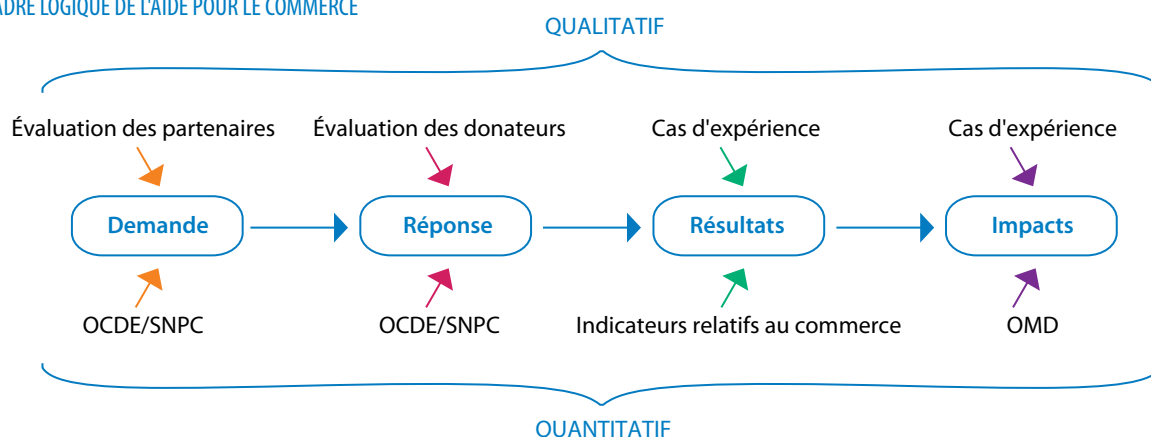 ADRE LOGIQUE DE L'AIDE POUR LE COMMERCE
QUALITATIF
Évaluation des partenaires Évaluation des donateurs Cas d'expérience Cas d'expérience
Demande Réponse Résultats Impacts
OCDE/SNPC OCDE/SNPC Indicateurs relatifs au commerce OMD
QUANTITATIF